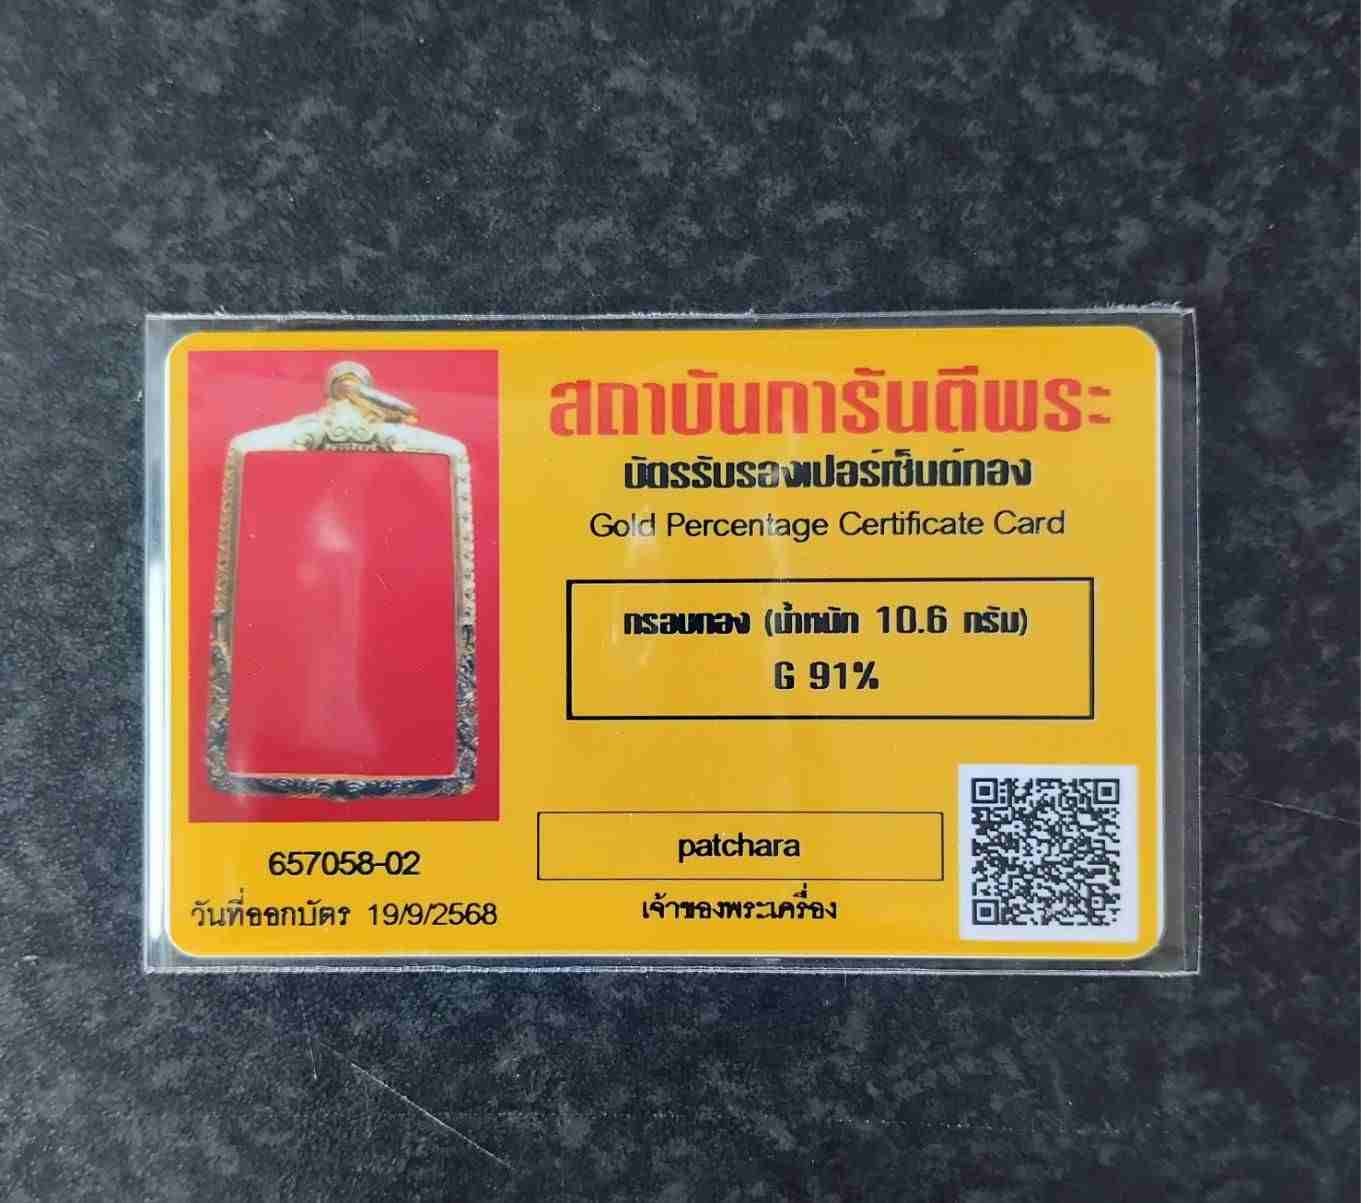 สถาบันการันตีพระ
บัตรรับรองเปอร์เซ็นต์ทอง
Gold Percentage Certificate Card
กรอบทอง (น้ำหนัก 10.6 กรัม)
G 91%
657058-02
วันที่ออกบัตร 19/9/2568
patchara
เจ้าของพระเครื่อง